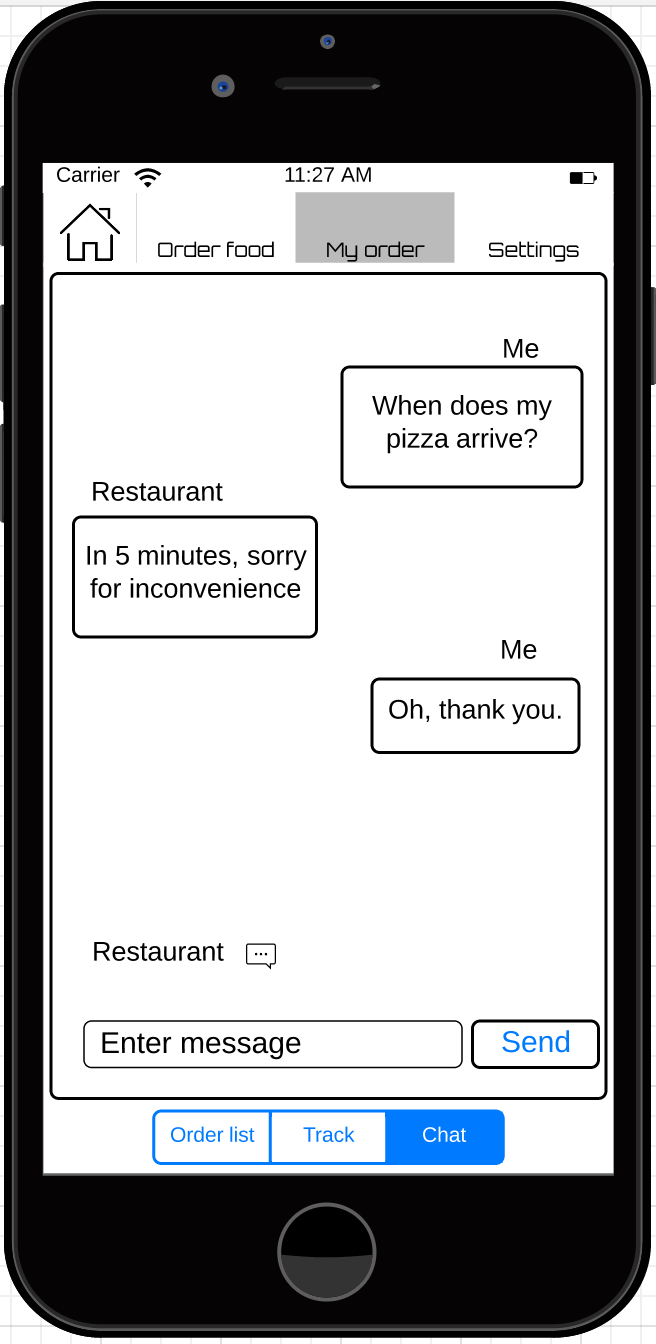 Carrier 11:27 AM
Order food My order Settings
Me
When does my
pizza arrive?
Restaurant
In 5 minutes, sorry
for inconvenience
Me
Oh, thank you.
Restaurant
Enter message Send
Order list Track Chat